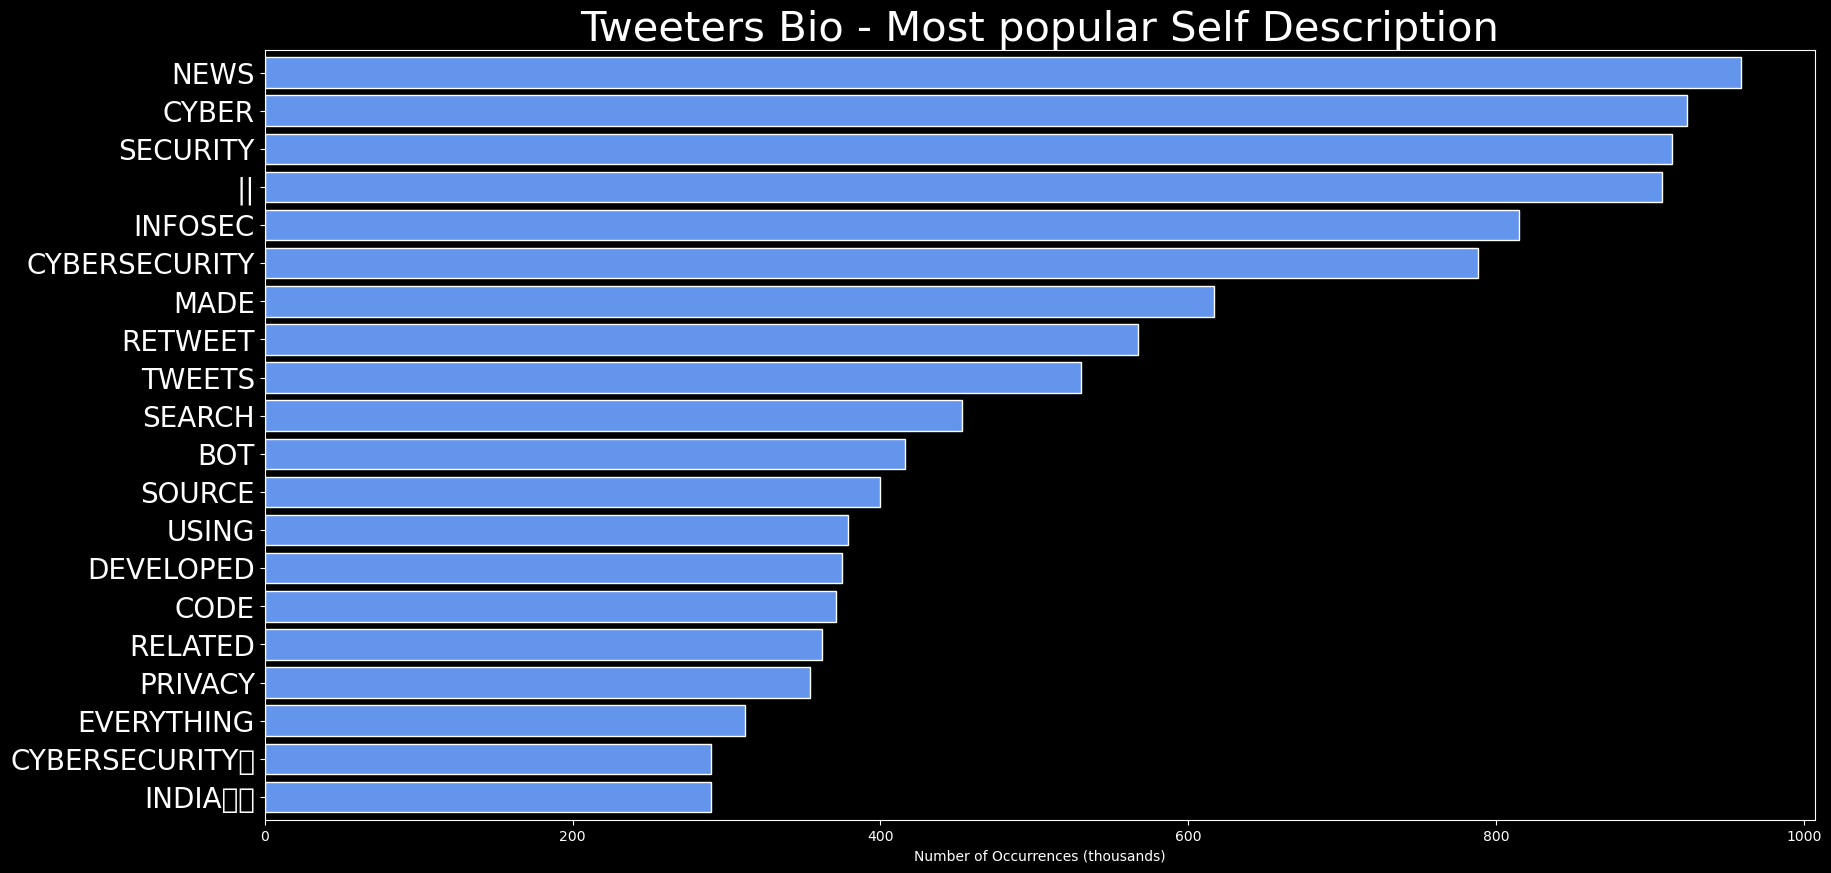 Tweeters Bio - Most popular Self Description
NEWS
CYBER
SECURITY
||
INFOSEC
CYBERSECURITY
MADE
RETWEET
TWEETS
SEARCH
BOT
SOURCE
USING
DEVELOPED
CODE
RELATED
PRIVACY
EVERYTHING
CYBERSECURITY▯
INDIA▯▯
0 200 400 600 800 1000
Number of Occurrences (thousands)